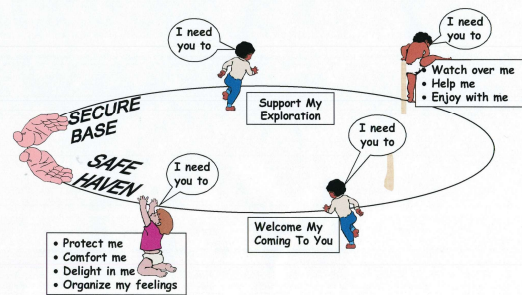 I need
you to
Support My
Exploration
I need
you to
• Watch over me
• Help me
• Enjoy with me
SECURE
BASE
SAFE
HAVEN
I need
you to
Welcome My
Coming To You
I need
you to
• Protect me
• Comfort me
• Delight in me
• Organize my feelings